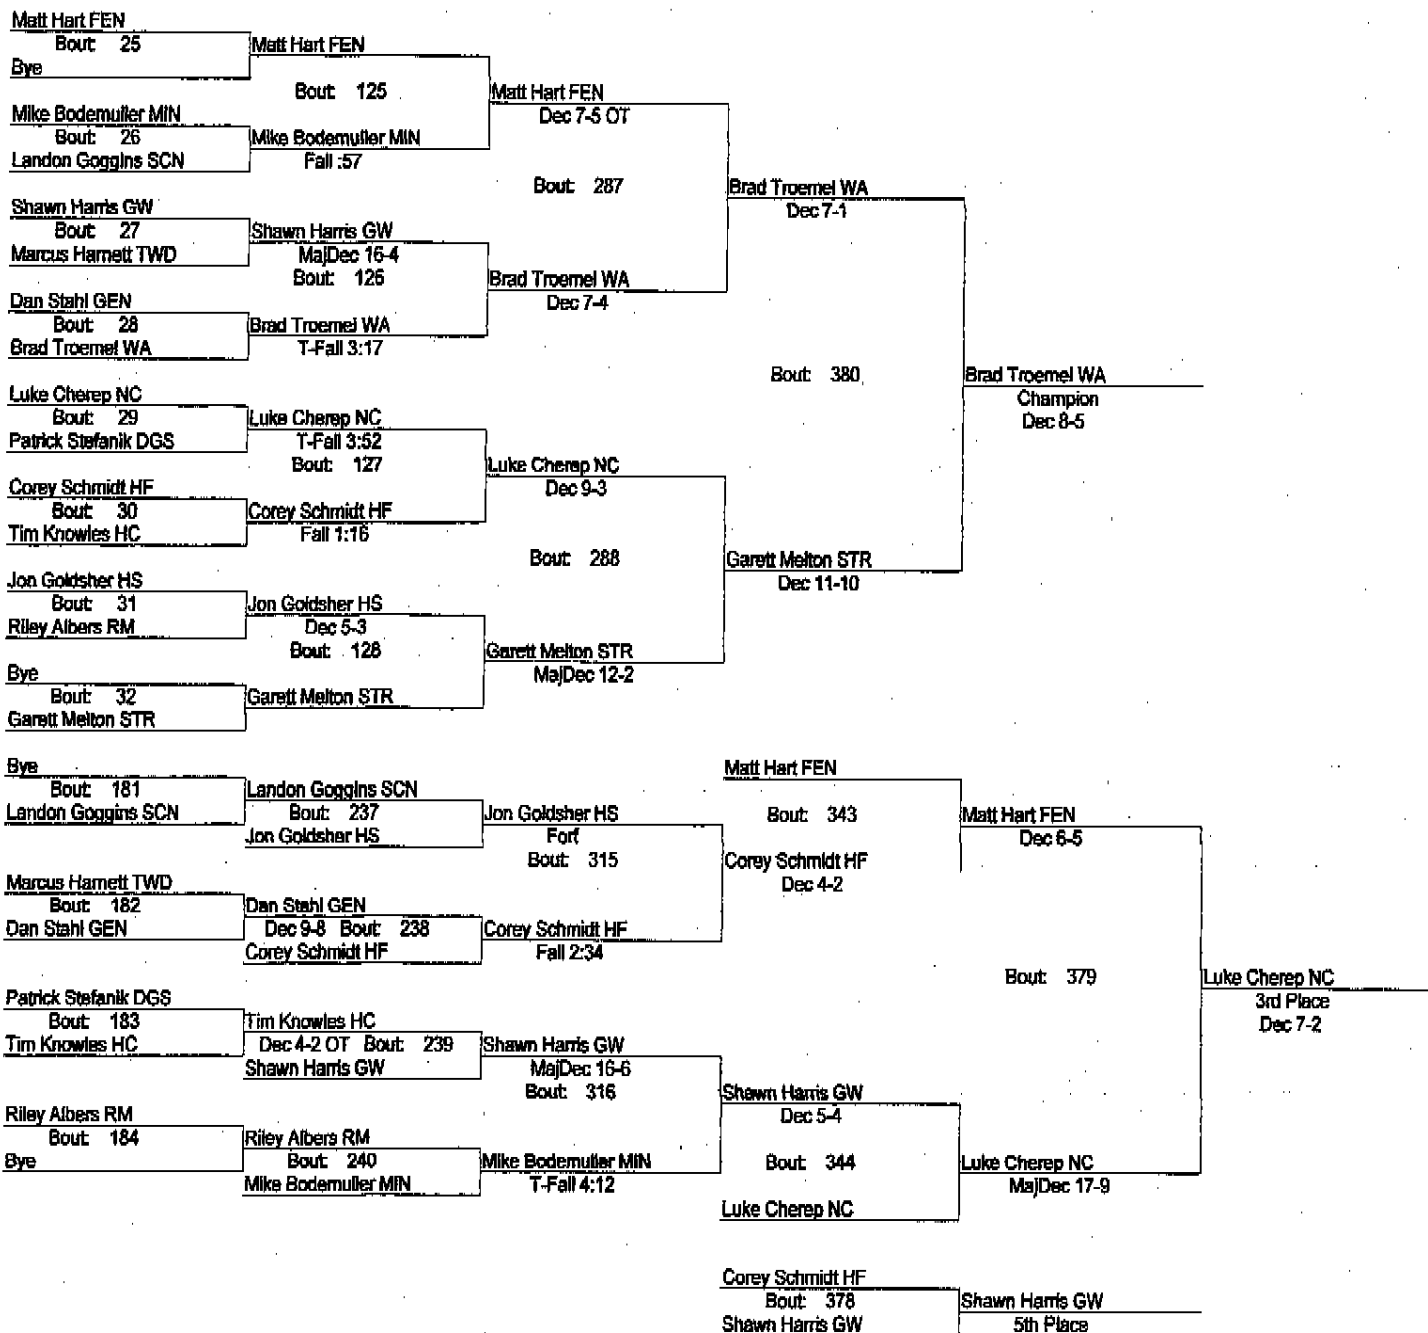 Matt Hart FEN
Bout: 25
Bye
Matt Hart FEN
Bout: 125
Mike Bodemuller MIN
Bout: 26
Landon Goggins SCN
Mike Bodemuller MIN
Fall :57
Matt Hart FEN
Dec 7-5 OT
Bout: 287
Shawn Harris GW
Bout: 27
Marcus Harnett TWD
Shawn Harris GW
MajDec 16-4
Bout: 126
Dan Stahl GEN
Bout: 28
Brad Troemel WA
Brad Troemel WA
T-Fall 3:17
Brad Troemel WA
Dec 7-4
Brad Troemel WA
Dec 7-1
Bout: 380
Brad Troemel WA
Champion
Dec 8-5
Luke Cherep NC
Bout: 29
Patrick Stefanik DGS
Luke Cherep NC
T-Fall 3:52
Bout: 127
Corey Schmidt HF
Bout: 30
Tim Knowles HC
Corey Schmidt HF
Fall 1:16
Luke Cherep NC
Dec 9-3
Bout: 288
Jon Goldsher HS
Bout: 31
Riley Albers RM
Jon Goldsher HS
Dec 5-3
Bout: 128
Bye
Bout: 32
Garett Melton STR
Garett Melton STR
Garett Melton STR
MajDec 12-2
Garett Melton STR
Dec 11-10
Bye
Bout: 181
Landon Goggins SCN
Landon Goggins SCN
Bout: 237
Jon Goldsher HS
Jon Goldsher HS
Forf
Bout: 315
Marcus Harnett TWD
Bout: 182
Dan Stahl GEN
Dan Stahl GEN
Dec 9-8 Bout: 238
Corey Schmidt HF
Corey Schmidt HF
Fall 2:34
Matt Hart FEN
Bout: 343
Corey Schmidt HF
Dec 4-2
Matt Hart FEN
Dec 6-5
Bout: 379
Luke Cherep NC
3rd Place
Dec 7-2
Patrick Stefanik DGS
Bout: 183
Tim Knowles HC
Tim Knowles HC
Dec 4-2 OT Bout: 239
Shawn Harris GW
Shawn Harris GW
MajDec 16-6
Bout: 316
Riley Albers RM
Bout: 184
Bye
Riley Albers RM
Bout: 240
Mike Bodemuller MIN
Mike Bodemuller MIN
T-Fall 4:12
Shawn Harris GW
Dec 5-4
Bout: 344
Luke Cherep NC
Luke Cherep NC
MajDec 17-9
Corey Schmidt HF
Bout: 378
Shawn Harris GW
Shawn Harris GW
5th Place